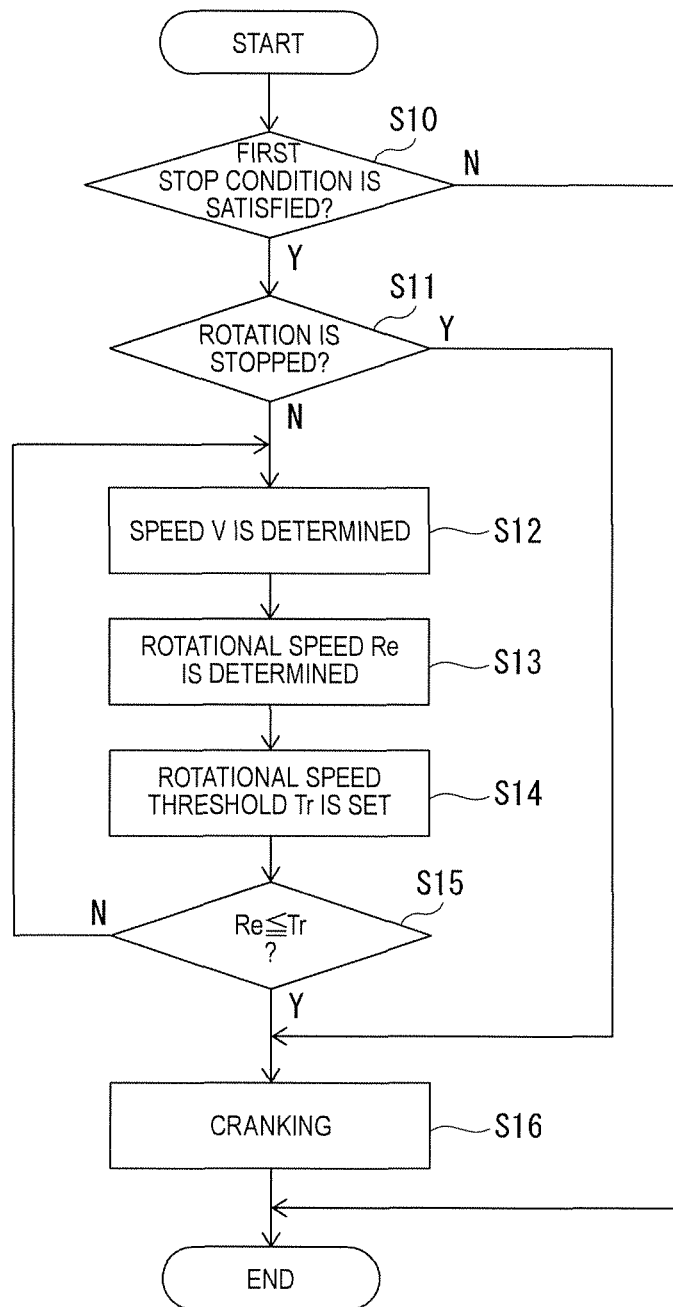 START
S10
FIRST
STOP CONDITION IS
SATISFIED?
N
Y
S11
ROTATION IS
STOPPED?
Y
N
SPEED V IS DETERMINED
S12
ROTATIONAL SPEED Re
IS DETERMINED
S13
ROTATIONAL SPEED
THRESHOLD Tr IS SET
S14
S15
N
Re≦Tr
?
Y
CRANKING
S16
END